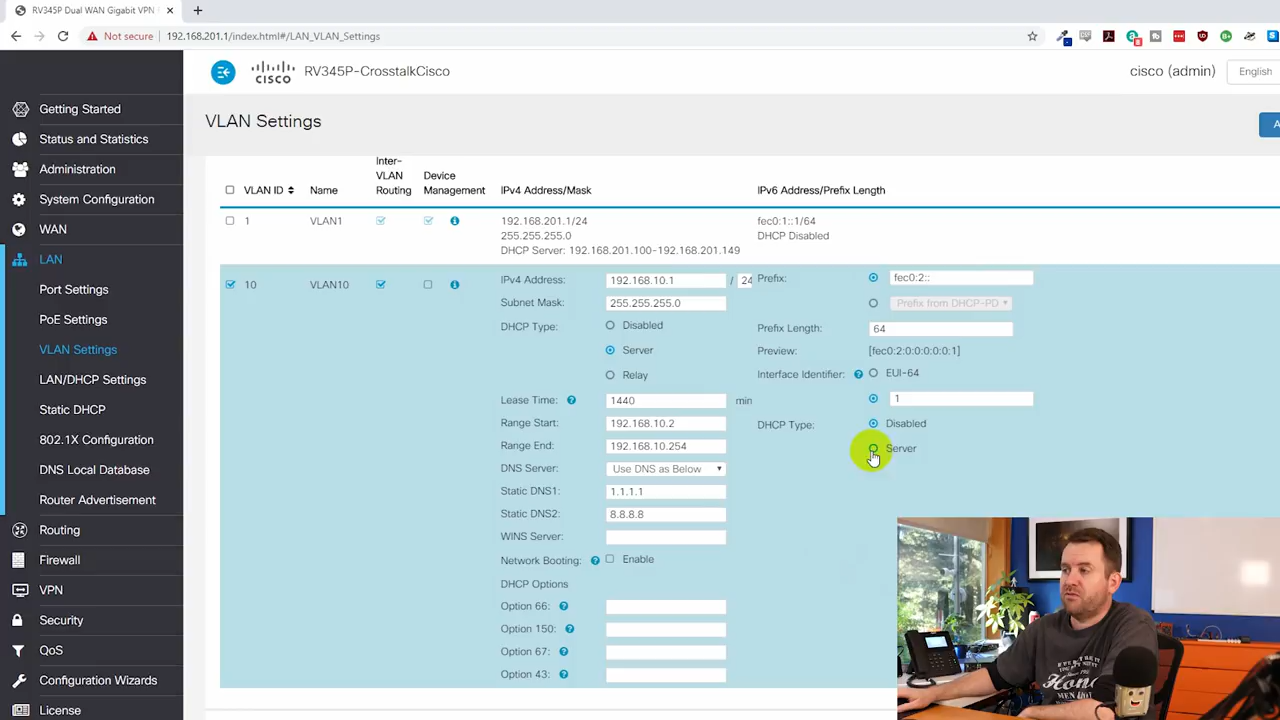 RV345P Dual WAN Gigabit VPN
Not secure
192.168.201.1/index.html#/LAN_VLAN_Settings
CISCO
RV345P-CrosstalkCisco
cisco (admin)
English
Getting Started
Status and Statistics
Administration
System Configuration
WAN
LAN
Port Settings
PoE Settings
VLAN Settings
LAN/DHCP Settings
Static DHCP
802.1X Configuration
DNS Local Database
Router Advertisement
Routing
Firewall
VPN
Security
QoS
Configuration Wizards
License
VLAN Settings
A
VLAN ID
Name
Inter-
VLAN
Routing
Device
Management
IPv4 Address/Mask
IPv6 Address/Prefix Length
1
VLAN1
192.168.201.1/24
255.255.255.0
DHCP Server: 192.168.201.100-192.168.201.149
fec0:1::1/64
DHCP Disabled
10
VLAN10
IPv4 Address: 192.168.10.1 / 24
Subnet Mask: 255.255.255.0
DHCP Type: Disabled
Server
Relay
Lease Time: 1440 min
Range Start: 192.168.10.2
Range End: 192.168.10.254
DNS Server: Use DNS as Below
Static DNS1: 1.1.1.1
Static DNS2: 8.8.8.8
WINS Server:
Network Booting: Enable
DHCP Options
Option 66:
Option 150:
Option 67:
Option 43:
Prefix: fec0:2::
Prefix from DHCP-PD
Prefix Length: 64
Preview: [fec0:2:0:0:0:0:0:1]
Interface Identifier: EUI-64
1
DHCP Type: Disabled
Server